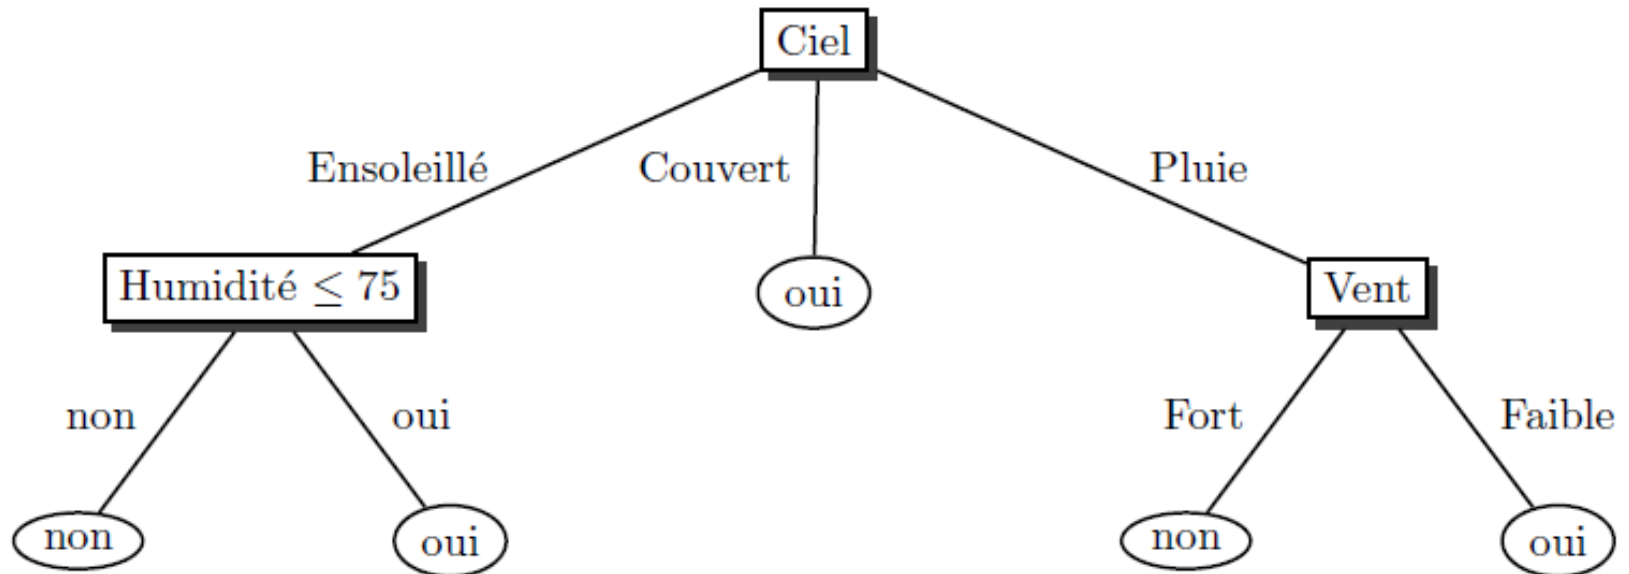 Ciel
Ensoleillé
Couvert
Pluie
Humidité ≤ 75
oui
Vent
non
oui
Fort
Faible
non
oui
non
oui